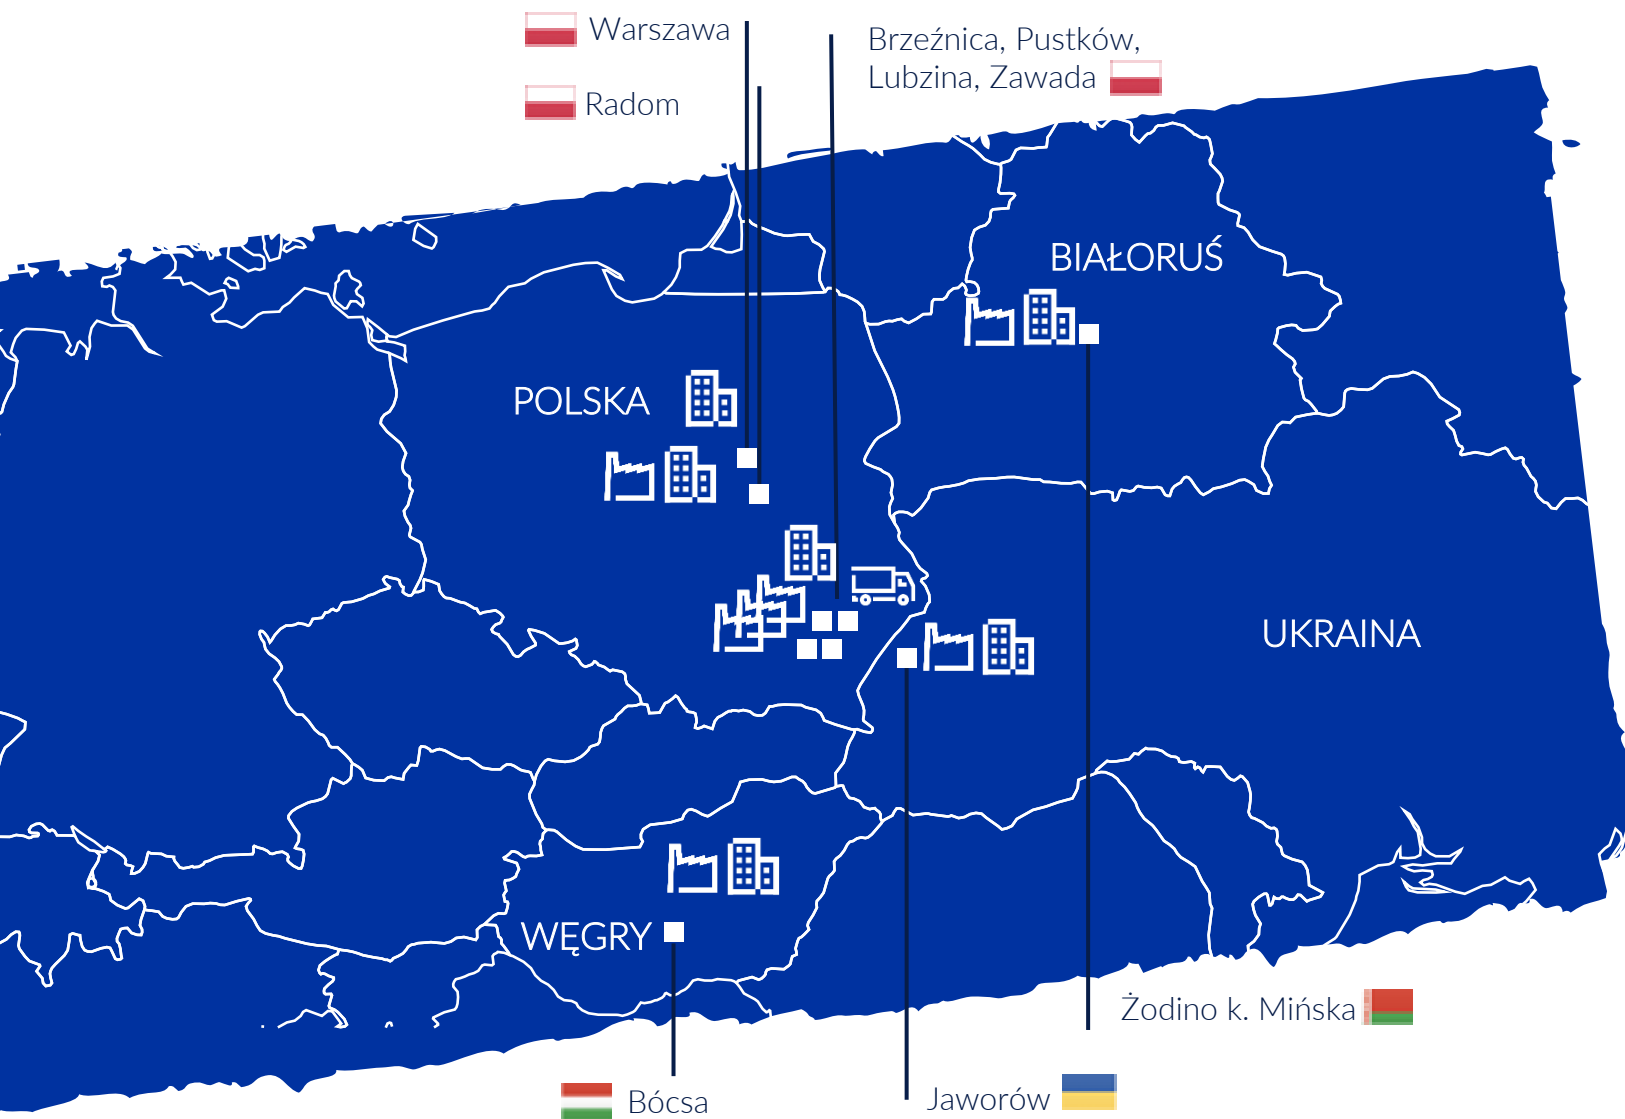 Warszawa
Brzeźnica, Pustków,
Lubzina, Zawada
Radom
BIAŁORUŚ
POLSKA
UKRAINA
WĘGRY
Żodino k. Mińska
Bócsa
Jaworów